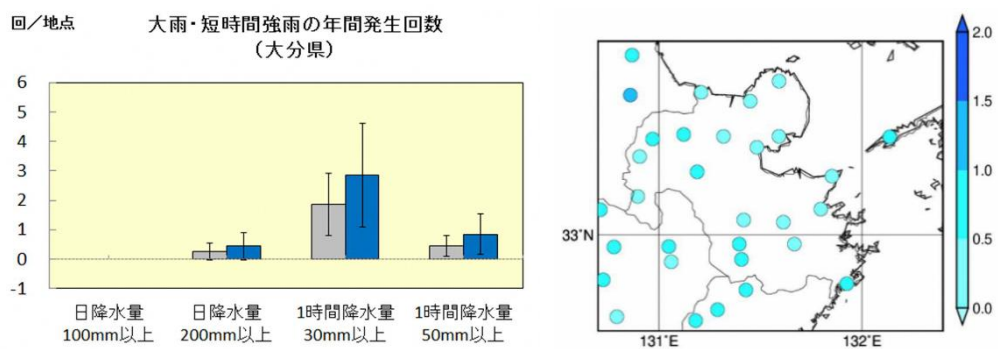 回／地点
大雨・短時間強雨の年間発生回数
（大分県）
6
5
4
3
2
1
0
-1
日降水量
100mm以上
日降水量
200mm以上
1時間降水量
30mm以上
1時間降水量
50mm以上
33°N
131°E
132°E
2.0
1.5
1.0
0.5
0.0